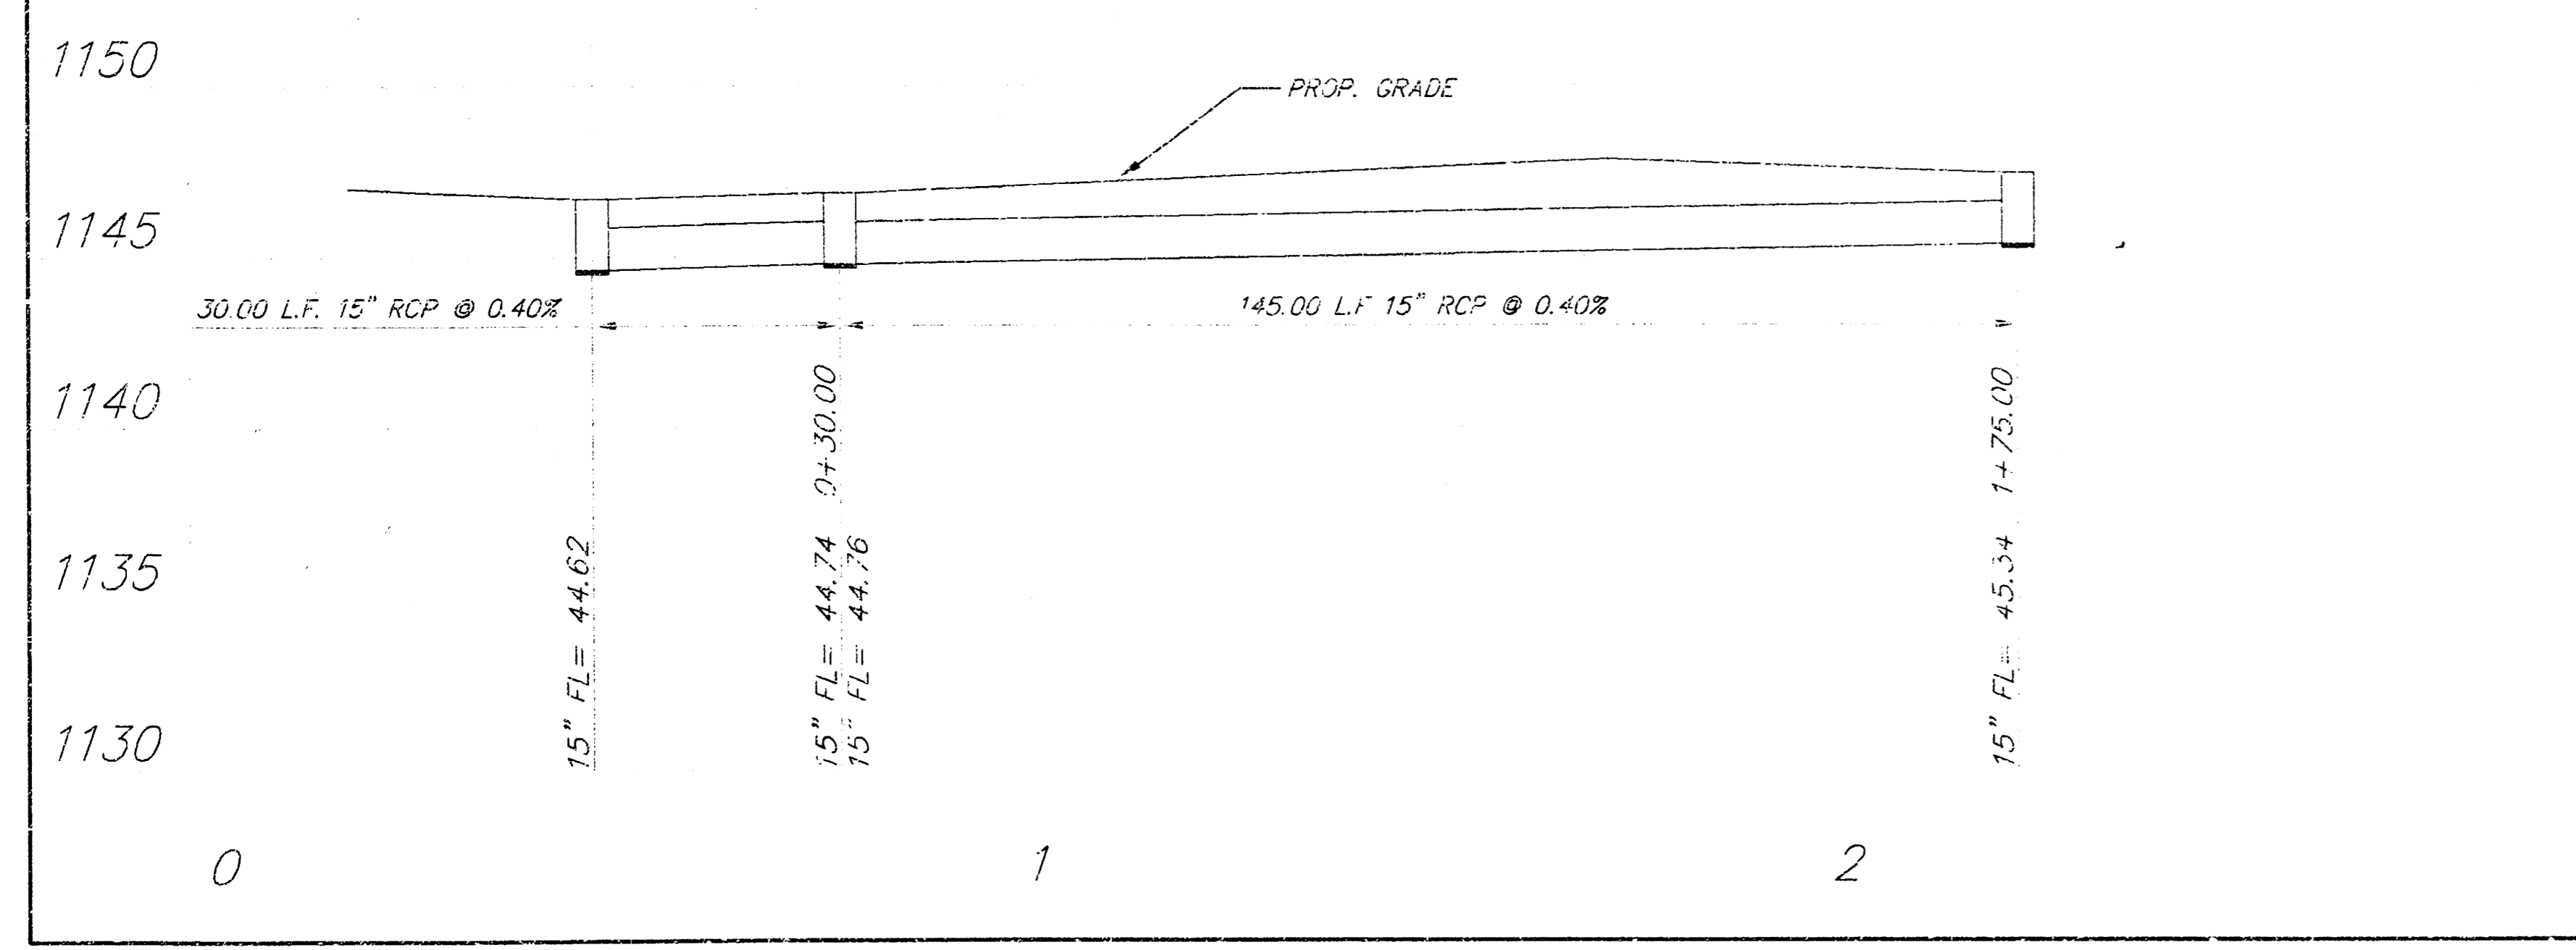 1150
PROP. GRADE
1145
30.00 L.F. 15" RCP @ 0.40%
145.00 L.F 15" RCP @ 0.40%
1140
1135
1130
15" FL= 44.62
15" FL= 44.74 0+30.00
15" FL= 44.76
15" FL= 45.34 1+75.00
0
1
2